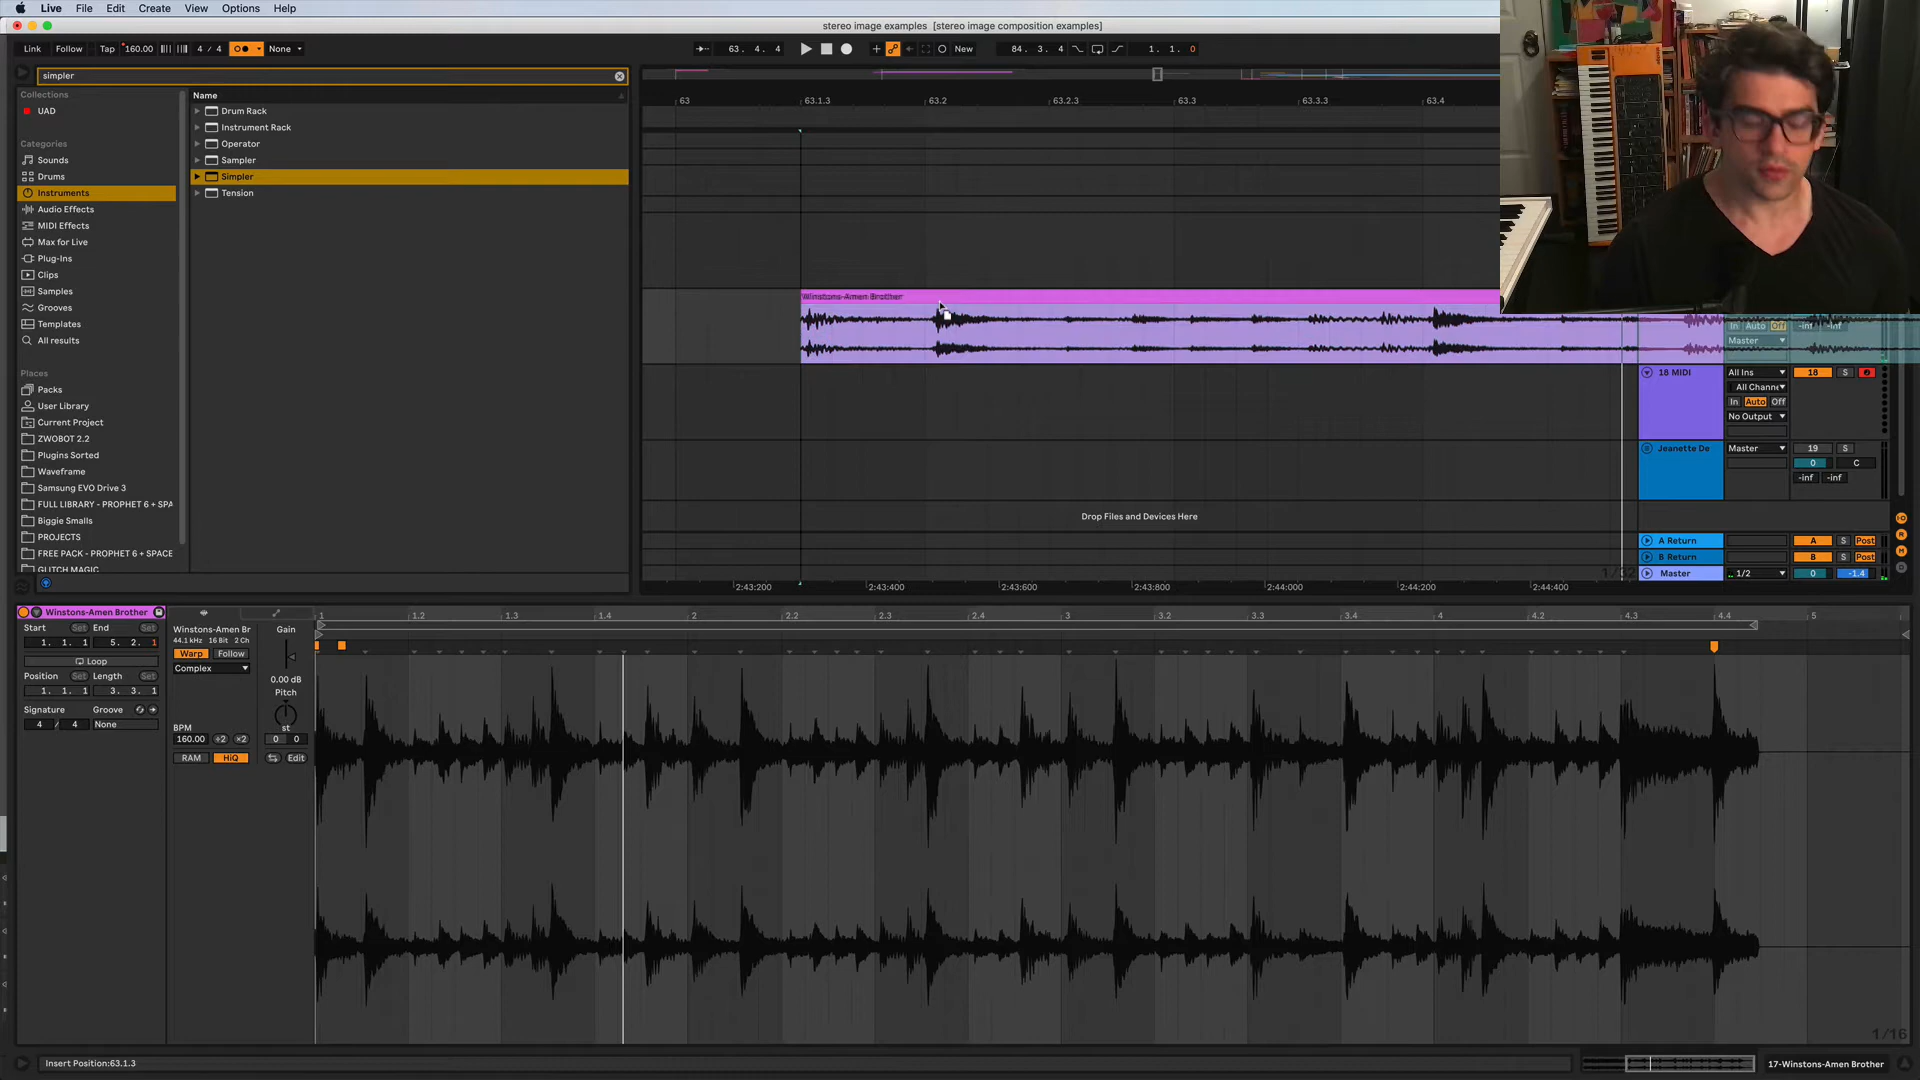 Live File Edit Create View Options Help
stereo image examples [stereo image composition examples]
Link Follow Tap 160.00 4 / 4 None
63. 4. 4 New 84. 3. 4 1. 1. 0
simpler
Collections
UAD
Categories
Sounds
Drums
Instruments
Audio Effects
MIDI Effects
Max for Live
Plug-Ins
Clips
Samples
Grooves
Templates
All results
Places
Packs
User Library
Current Project
ZWOBOT 2.2
Plugins Sorted
Waveframe
Samsung EVO Drive 3
FULL LIBRARY - PROPHET 6 + SPA
Biggie Smalls
PROJECTS
FREE PACK - PROPHET 6 + SPACE
GLITCH MAGIC
Name
Drum Rack
Instrument Rack
Operator
Sampler
Simpler
Tension
63 63.1.3 63.2 63.2.3 63.3 63.3.3 63.4
Winstons-Amen Brother
In Auto Off -inf -inf
Master
18 MIDI All Ins 18 S
All Channe
In Auto Off
No Output
Jeanette De Master 19 S
0 C
-inf -inf
Drop Files and Devices Here
A Return A S Post
B Return B S Post
Master 1/2 0 -1.4
1/32
2:43:200 2:43:400 2:43:600 2:43:800 2:44:000 2:44:200 2:44:400
Winstons-Amen Brother
Start Set End Set
1. 1. 1 5. 2. 1
Loop
Position Set Length Set
1. 1. 1 3. 3. 1
Signature Groove
4 / 4 None
Winstons-Amen Br
44.1 kHz 16 Bit 2 Ch
Warp Follow
Complex
BPM
160.00 ÷2 ×2
RAM HiQ
Gain
0.00 dB
Pitch
st
0 0
Edit
1 1.2 1.3 1.4 2 2.2 2.3 2.4 3 3.2 3.3 3.4 4 4.2 4.3 4.4 5
1/16
Insert Position:63.1.3
17-Winstons-Amen Brother